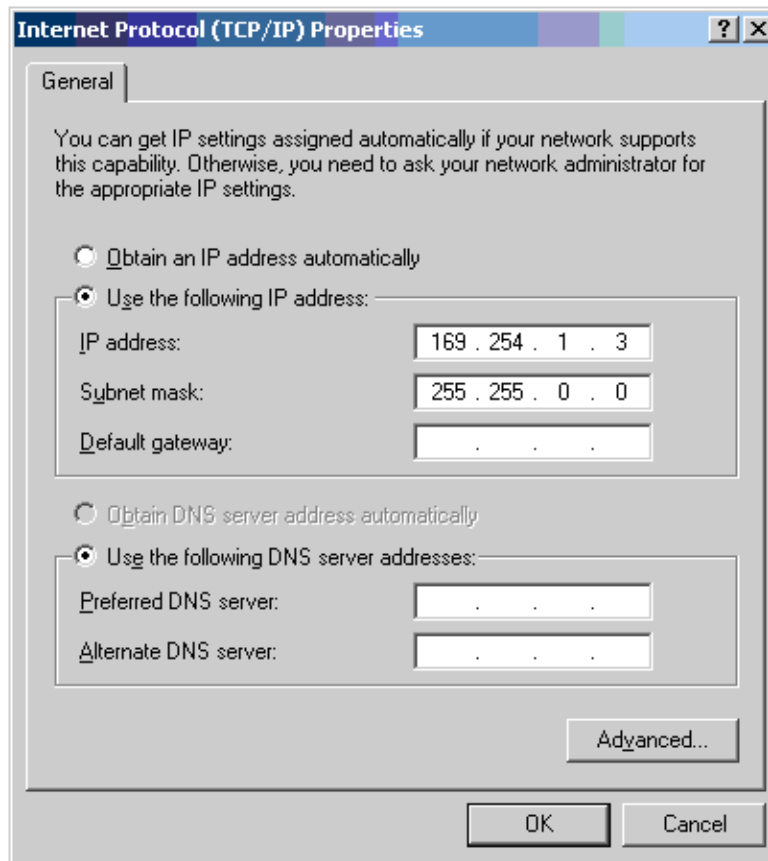 Internet Protocol (TCP/IP) Properties
General
You can get IP settings assigned automatically if your network supports
this capability. Otherwise, you need to ask your network administrator for
the appropriate IP settings.
Obtain an IP address automatically
Use the following IP address:
IP address: 169 . 254 . 1 . 3
Subnet mask: 255 . 255 . 0 . 0
Default gateway: . . .
Obtain DNS server address automatically
Use the following DNS server addresses:
Preferred DNS server: . . .
Alternate DNS server: . . .
Advanced...
OK Cancel